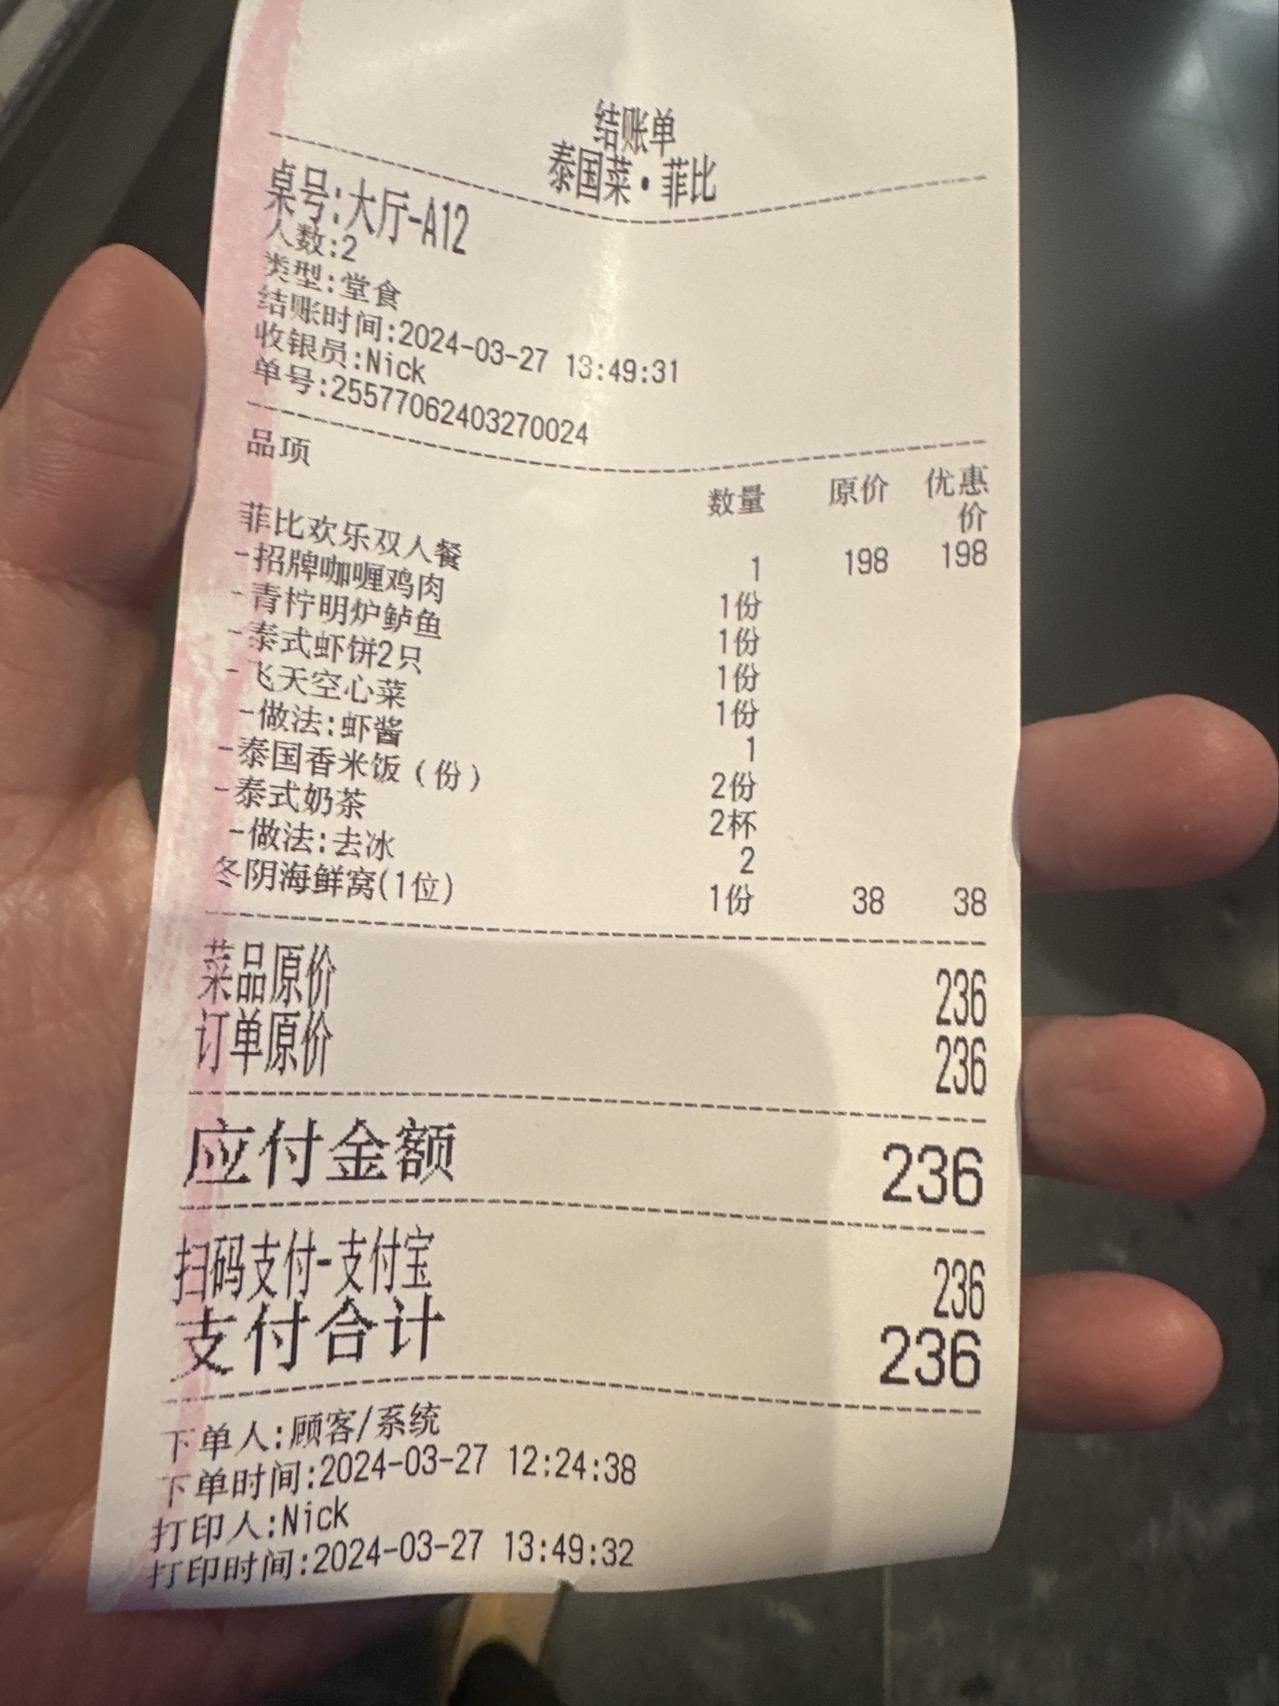 结账单
泰国菜·菲比
桌号:大厅-A12
人数:2
类型:堂食
结账时间:2024-03-27 13:49:31
收银员:Nick
单号:25577062403270024
品项 数量 原价 优惠价
菲比欢乐双人餐 1 198 198
-招牌咖喱鸡肉 1份
-青柠明炉鲈鱼 1份
-泰式虾饼2只 1份
-飞天空心菜 1份
-做法:虾酱 1
-泰国香米饭(份) 2份
-泰式奶茶 2杯
-做法:去冰 2
冬阴海鲜窝(1位) 1份 38 38
菜品原价 236
订单原价 236
应付金额 236
扫码支付-支付宝 236
支付合计 236
下单人:顾客/系统
下单时间:2024-03-27 12:24:38
打印人:Nick
打印时间:2024-03-27 13:49:32